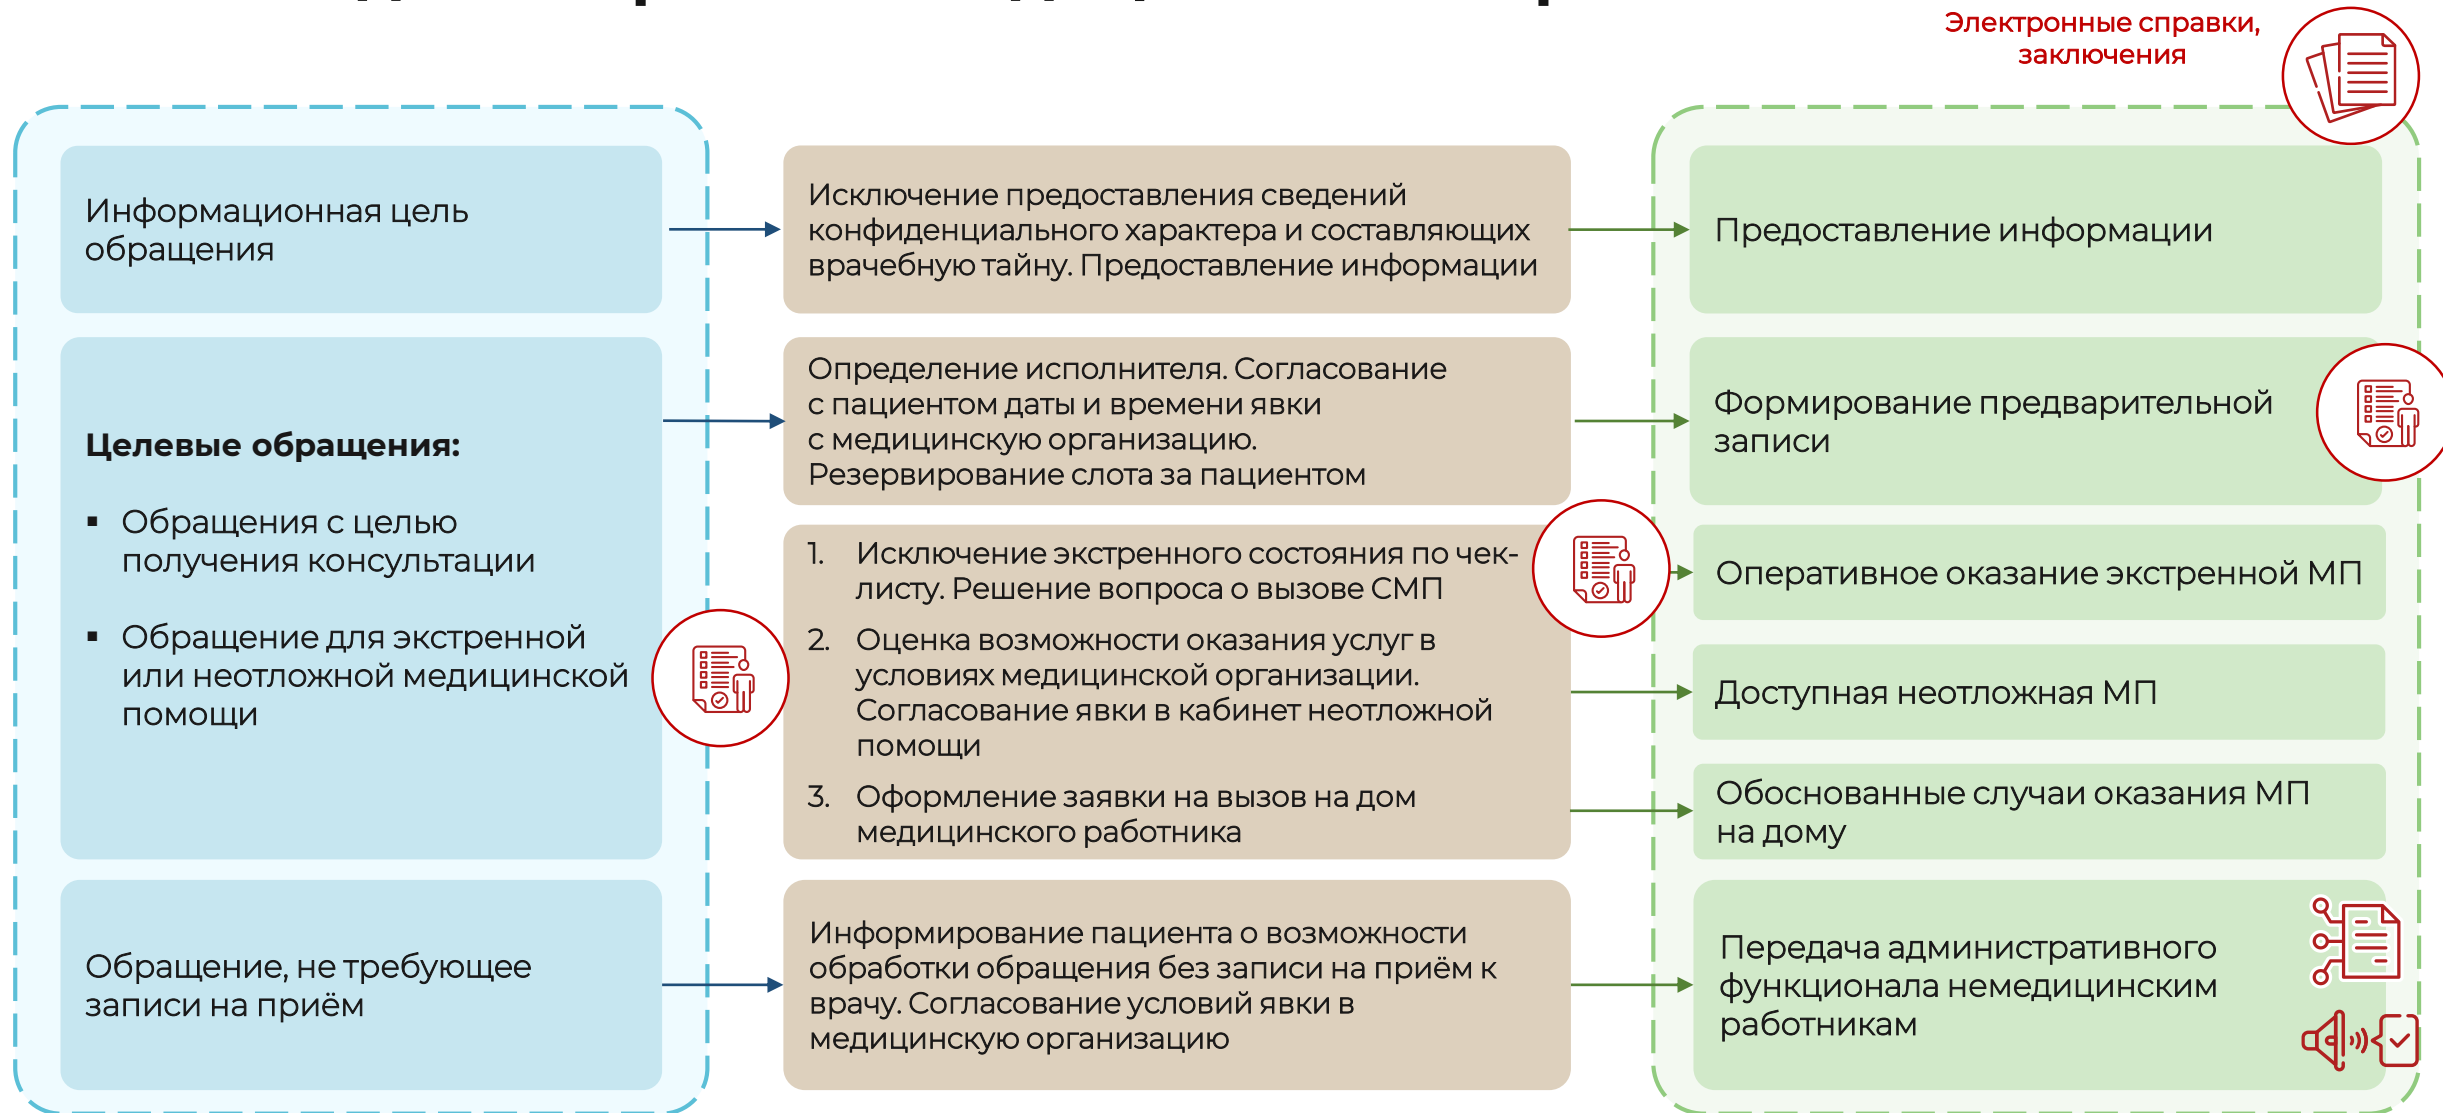 Электронные справки,
заключения
Информационная цель
обращения
Исключение предоставления сведений
конфиденциального характера и составляющих
врачебную тайну. Предоставление информации
Предоставление информации
Целевые обращения:
▪ Обращения с целью
получения консультации
▪ Обращение для экстренной
или неотложной медицинской
помощи
Определение исполнителя. Согласование
с пациентом даты и времени явки
с медицинскую организацию.
Резервирование слота за пациентом
Формирование предварительной
записи
1. Исключение экстренного состояния по чек-
листу. Решение вопроса о вызове СМП
2. Оценка возможности оказания услуг в
условиях медицинской организации.
Согласование явки в кабинет неотложной
помощи
3. Оформление заявки на вызов на дом
медицинского работника
Оперативное оказание экстренной МП
Доступная неотложная МП
Обоснованные случаи оказания МП
на дому
Обращение, не требующее
записи на приём
Информирование пациента о возможности
обработки обращения без записи на приём к
врачу. Согласование условий явки в
медицинскую организацию
Передача административного
функционала немедицинским
работникам